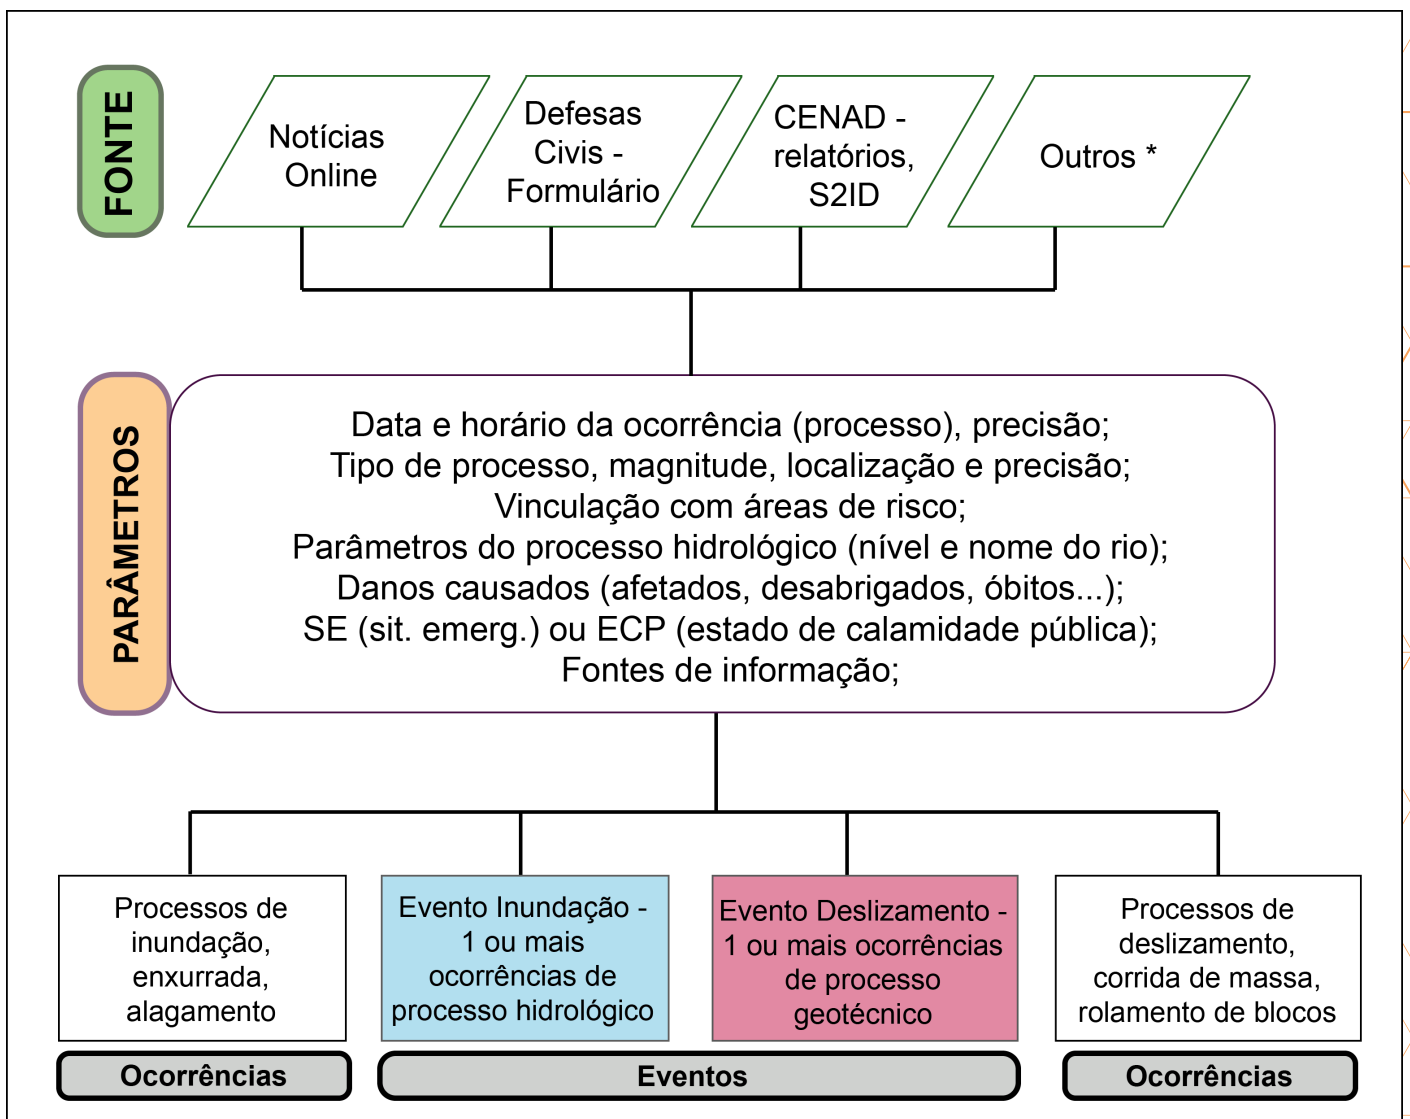 FONTE
Notícias
Online
Defesas
Civis -
Formulário
CENAD -
relatórios,
S2ID
Outros *
PARÂMETROS
Data e horário da ocorrência (processo), precisão;
Tipo de processo, magnitude, localização e precisão;
Vinculação com áreas de risco;
Parâmetros do processo hidrológico (nível e nome do rio);
Danos causados (afetados, desabrigados, óbitos...);
SE (sit. emerg.) ou ECP (estado de calamidade pública);
Fontes de informação;
Processos de
inundação,
enxurrada,
alagamento
Evento Inundação -
1 ou mais
ocorrências de
processo hidrológico
Evento Deslizamento -
1 ou mais ocorrências
de processo
geotécnico
Processos de
deslizamento,
corrida de massa,
rolamento de blocos
Ocorrências
Eventos
Ocorrências